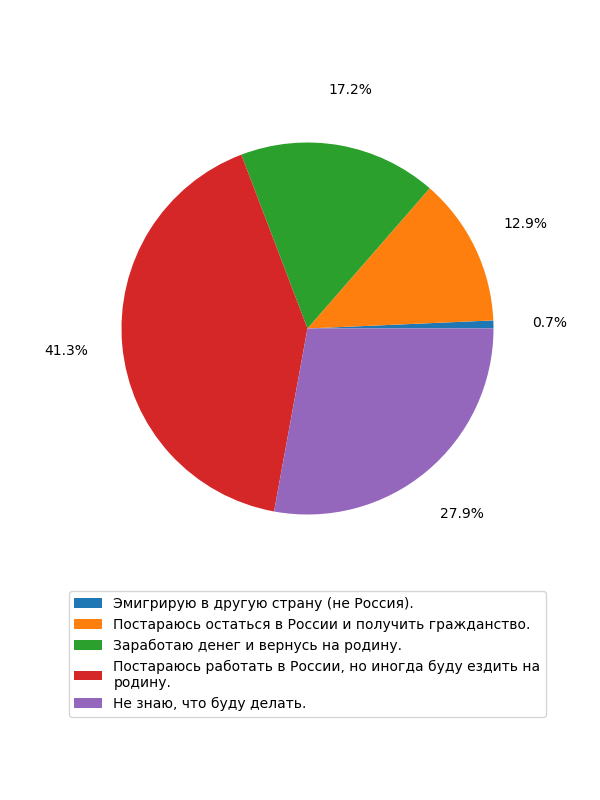 17.2%
12.9%
0.7%
41.3%
27.9%
Эмигрирую в другую страну (не Россия).
Постараюсь остаться в России и получить гражданство.
Заработаю денег и вернусь на родину.
Постараюсь работать в России, но иногда буду ездить на
родину.
Не знаю, что буду делать.